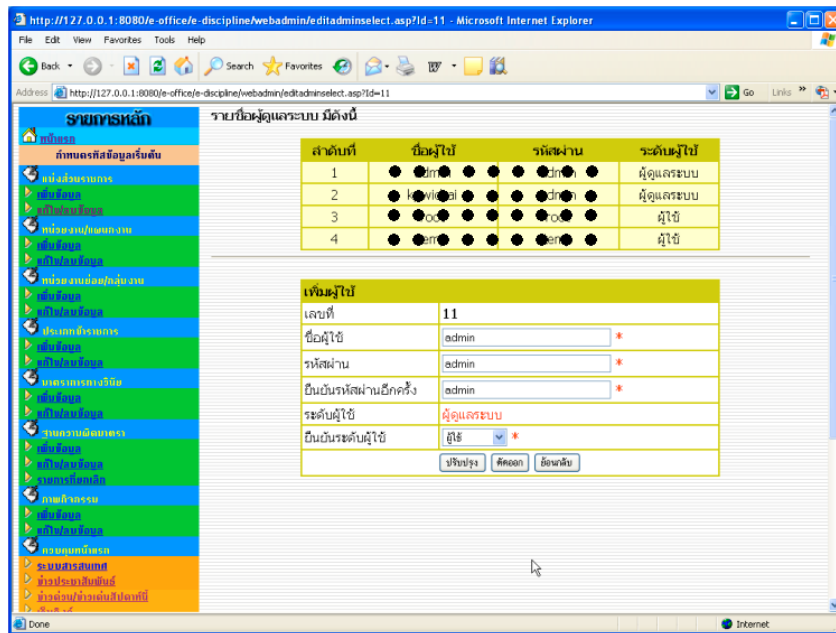 http://127.0.0.1:8080/e-office/e-discipline/webadmin/editadminselect.asp?Id=11 - Microsoft Internet Explorer
File Edit View Favorites Tools Help
Back Search Favorites
Address http://127.0.0.1:8080/e-office/e-discipline/webadmin/editadminselect.asp?Id=11 Go Links »
รายการหลัก
หน้าแรก
กำหนดรหัสข้อมูลเริ่มต้น
แบ่งส่วนราชการ
เพิ่มข้อมูล
แก้ไข/ลบข้อมูล
หน่วยงาน/แผนกงาน
เพิ่มข้อมูล
แก้ไข/ลบข้อมูล
หน่วยงานย่อย/กลุ่มงาน
เพิ่มข้อมูล
แก้ไข/ลบข้อมูล
ประเภทข้าราชการ
เพิ่มข้อมูล
แก้ไข/ลบข้อมูล
มาตราการทางวินัย
เพิ่มข้อมูล
แก้ไข/ลบข้อมูล
ฐานความผิดมาตรา
เพิ่มข้อมูล
แก้ไข/ลบข้อมูล
รายการที่ยกเลิก
ภาพกิจกรรม
เพิ่มข้อมูล
แก้ไข/ลบข้อมูล
ควบคุมหน้าแรก
ระบบสารสนเทศ
ข่าวประชาสัมพันธ์
ข่าวด่วน/ข่าวเด่นสัปดาห์นี้
รายชื่อผู้ดูแลระบบ มีดังนี้
ลำดับที่ ชื่อผู้ใช้ รหัสผ่าน ระดับผู้ใช้
1 ผู้ดูแลระบบ
2 ผู้ดูแลระบบ
3 ผู้ใช้
4 ผู้ใช้
เพิ่มผู้ใช้
เลขที่ 11
ชื่อผู้ใช้ admin *
รหัสผ่าน admin *
ยืนยันรหัสผ่านอีกครั้ง admin *
ระดับผู้ใช้ ผู้ดูแลระบบ
ยืนยันระดับผู้ใช้ ผู้ใช้ *
ปรับปรุง คัดออก ย้อนกลับ
Done Internet